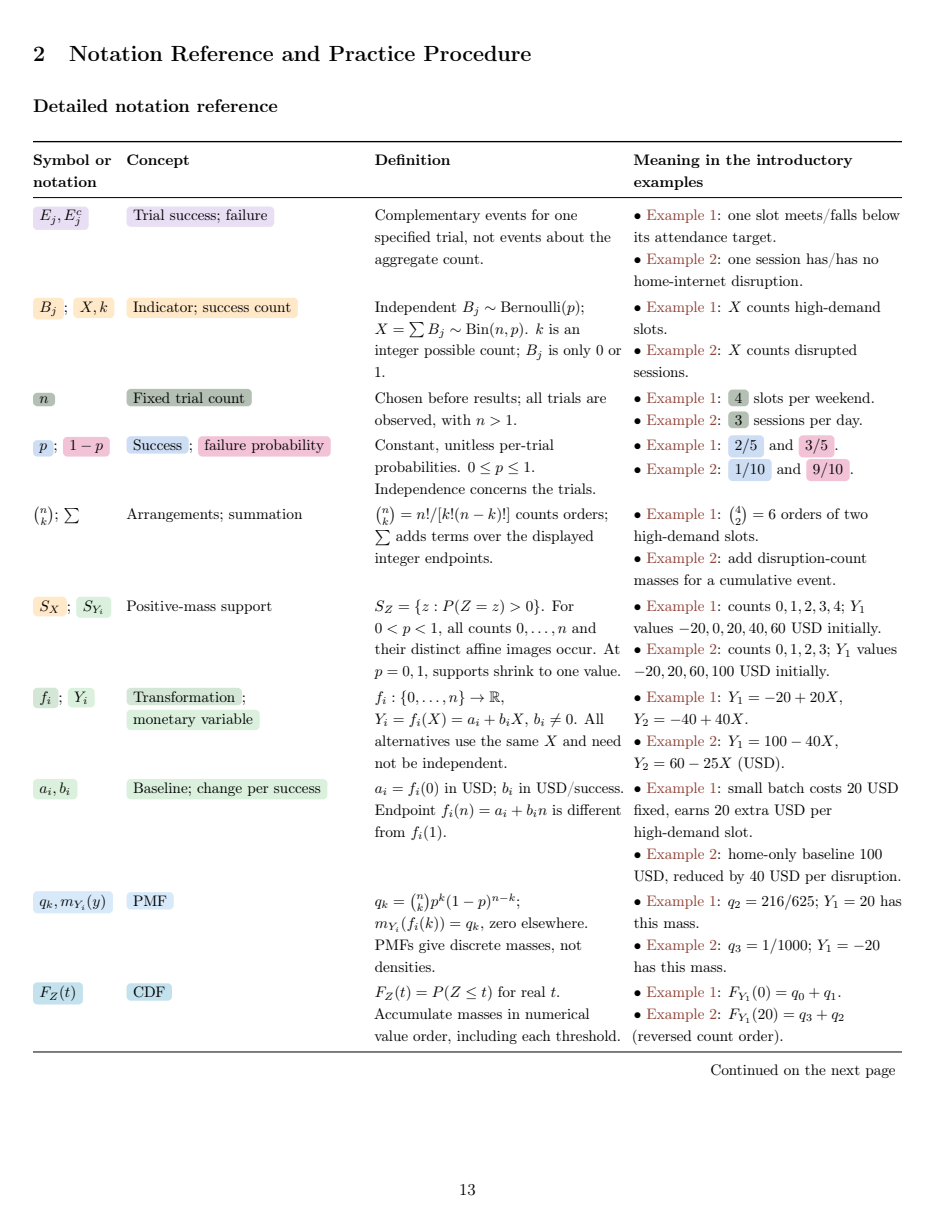 2 Notation Reference and Practice Procedure
Detailed notation reference
Symbol or notation
Concept
Definition
Meaning in the introductory examples
E_j, E_j^c
Trial success; failure
Complementary events for one
specified trial, not events about the
aggregate count.
• Example 1: one slot meets/falls below
its attendance target.
• Example 2: one session has/has no
home-internet disruption.
B_j ; X, k
Indicator; success count
Independent B_j ∼ Bernoulli(p);
X = ∑ B_j ∼ Bin(n, p). k is an
integer possible count; B_j is only 0 or
1.
• Example 1: X counts high-demand
slots.
• Example 2: X counts disrupted
sessions.
n
Fixed trial count
Chosen before results; all trials are
observed, with n > 1.
• Example 1: 4 slots per weekend.
• Example 2: 3 sessions per day.
p ; 1 − p
Success ; failure probability
Constant, unitless per-trial
probabilities. 0 ≤ p ≤ 1.
Independence concerns the trials.
• Example 1: 2/5 and 3/5 .
• Example 2: 1/10 and 9/10 .
(n k); ∑
Arrangements; summation
(n k) = n!/[k!(n − k)!] counts orders;
∑ adds terms over the displayed
integer endpoints.
• Example 1: (4 2) = 6 orders of two
high-demand slots.
• Example 2: add disruption-count
masses for a cumulative event.
S_X ; S_{Y_i}
Positive-mass support
S_Z = {z : P(Z = z) > 0}. For
0 < p < 1, all counts 0, . . . , n and
their distinct affine images occur. At
p = 0, 1, supports shrink to one value.
• Example 1: counts 0, 1, 2, 3, 4; Y_1
values −20, 0, 20, 40, 60 USD initially.
• Example 2: counts 0, 1, 2, 3; Y_1 values
−20, 20, 60, 100 USD initially.
f_i ; Y_i
Transformation ;
monetary variable
f_i : {0, . . . , n} → ℝ,
Y_i = f_i(X) = a_i + b_iX, b_i ≠ 0. All
alternatives use the same X and need
not be independent.
• Example 1: Y_1 = −20 + 20X,
Y_2 = −40 + 40X.
• Example 2: Y_1 = 100 − 40X,
Y_2 = 60 − 25X (USD).
a_i, b_i
Baseline; change per success
a_i = f_i(0) in USD; b_i in USD/success.
Endpoint f_i(n) = a_i + b_in is different
from f_i(1).
• Example 1: small batch costs 20 USD
fixed, earns 20 extra USD per
high-demand slot.
• Example 2: home-only baseline 100
USD, reduced by 40 USD per disruption.
q_k, m_{Y_i}(y)
PMF
q_k = (n k)p^k(1 − p)^{n−k};
m_{Y_i}(f_i(k)) = q_k, zero elsewhere.
PMFs give discrete masses, not
densities.
• Example 1: q_2 = 216/625; Y_1 = 20 has
this mass.
• Example 2: q_3 = 1/1000; Y_1 = −20
has this mass.
F_Z(t)
CDF
F_Z(t) = P(Z ≤ t) for real t.
Accumulate masses in numerical
value order, including each threshold.
• Example 1: F_{Y_1}(0) = q_0 + q_1.
• Example 2: F_{Y_1}(20) = q_3 + q_2
(reversed count order).
Continued on the next page
13